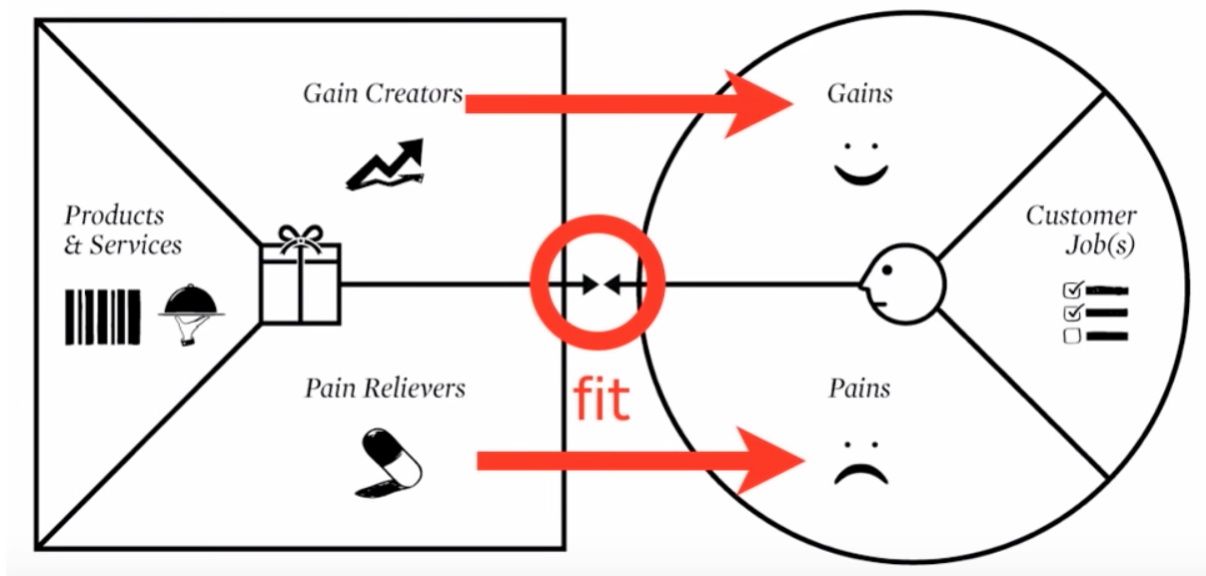 Gain Creators
Gains
Products
& Services
Customer
Job(s)
Pain Relievers
fit
Pains